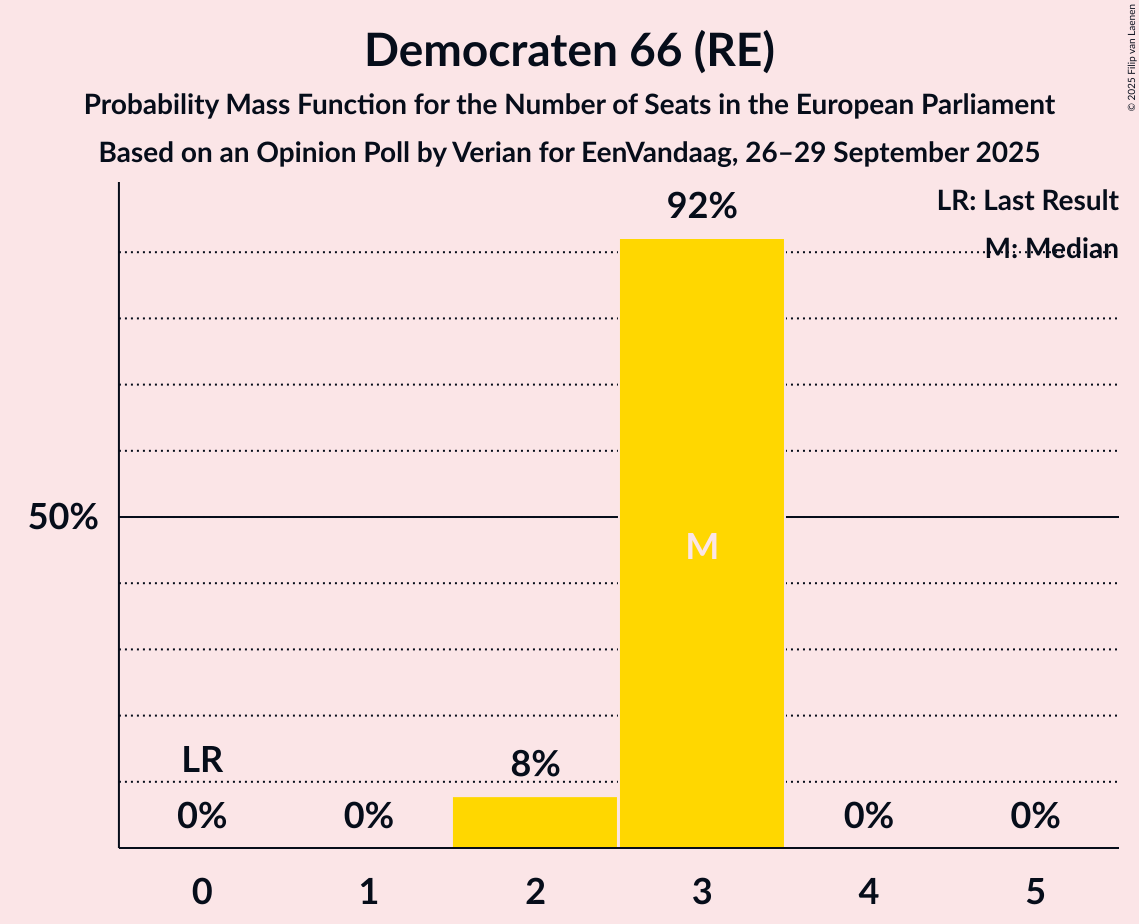 Democraten 66 (RE)
Probability Mass Function for the Number of Seats in the European Parliament
Based on an Opinion Poll by Verian for EenVandaag, 26–29 September 2025
© 2025 Filip van Laenen
LR: Last Result
M: Median
92%
50%
M
LR
8%
0% 0% 0% 0%
0 1 2 3 4 5